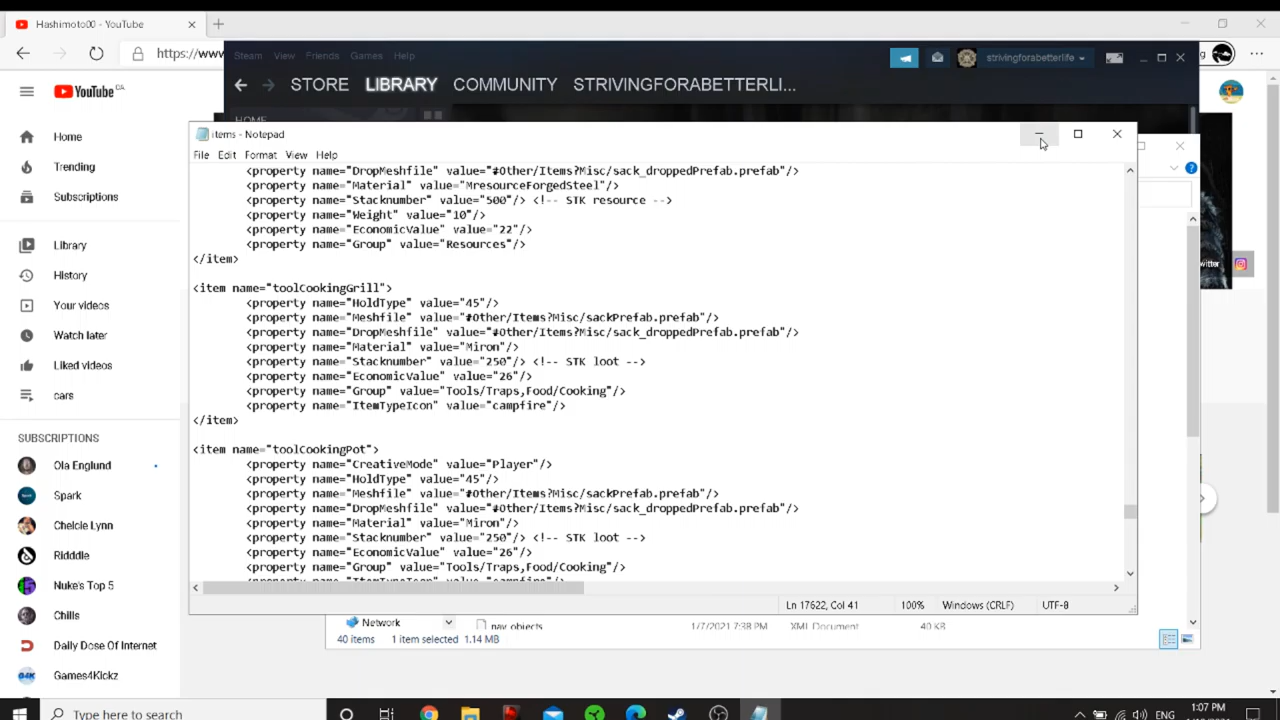 Hashimoto00 - YouTube
https://www
Steam View Friends Games Help
strivingforabetterlife
STORE LIBRARY COMMUNITY STRIVINGFORABETTERLI...
HOME
YouTube CA
Home
Trending
Subscriptions
Library
History
Your videos
Watch later
Liked videos
cars
SUBSCRIPTIONS
Ola Englund
Spark
Chelcie Lynn
Ridddle
Nuke's Top 5
Chills
Daily Dose Of Internet
Games4Kickz
items - Notepad
File Edit Format View Help
<property name="DropMeshfile" value="#Other/Items?Misc/sack_droppedPrefab.prefab"/>
<property name="Material" value="MresourceForgedSteel"/>
<property name="Stacknumber" value="500"/> <!-- STK resource -->
<property name="Weight" value="10"/>
<property name="EconomicValue" value="22"/>
<property name="Group" value="Resources"/>
</item>
<item name="toolCookingGrill">
<property name="HoldType" value="45"/>
<property name="Meshfile" value="#Other/Items?Misc/sackPrefab.prefab"/>
<property name="DropMeshfile" value="#Other/Items?Misc/sack_droppedPrefab.prefab"/>
<property name="Material" value="Miron"/>
<property name="Stacknumber" value="250"/> <!-- STK loot -->
<property name="EconomicValue" value="26"/>
<property name="Group" value="Tools/Traps,Food/Cooking"/>
<property name="ItemTypeIcon" value="campfire"/>
</item>
<item name="toolCookingPot">
<property name="CreativeMode" value="Player"/>
<property name="HoldType" value="45"/>
<property name="Meshfile" value="#Other/Items?Misc/sackPrefab.prefab"/>
<property name="DropMeshfile" value="#Other/Items?Misc/sack_droppedPrefab.prefab"/>
<property name="Material" value="Miron"/>
<property name="Stacknumber" value="250"/> <!-- STK loot -->
<property name="EconomicValue" value="26"/>
<property name="Group" value="Tools/Traps,Food/Cooking"/>
<property name="ItemTypeIcon" value="campfire"/>
Ln 17622, Col 41 100% Windows (CRLF) UTF-8
Network nav_objects 1/7/2021 7:38 PM XML Document 40 KB
40 items 1 item selected 1.14 MB
witter
Type here to search
ENG
1:07 PM